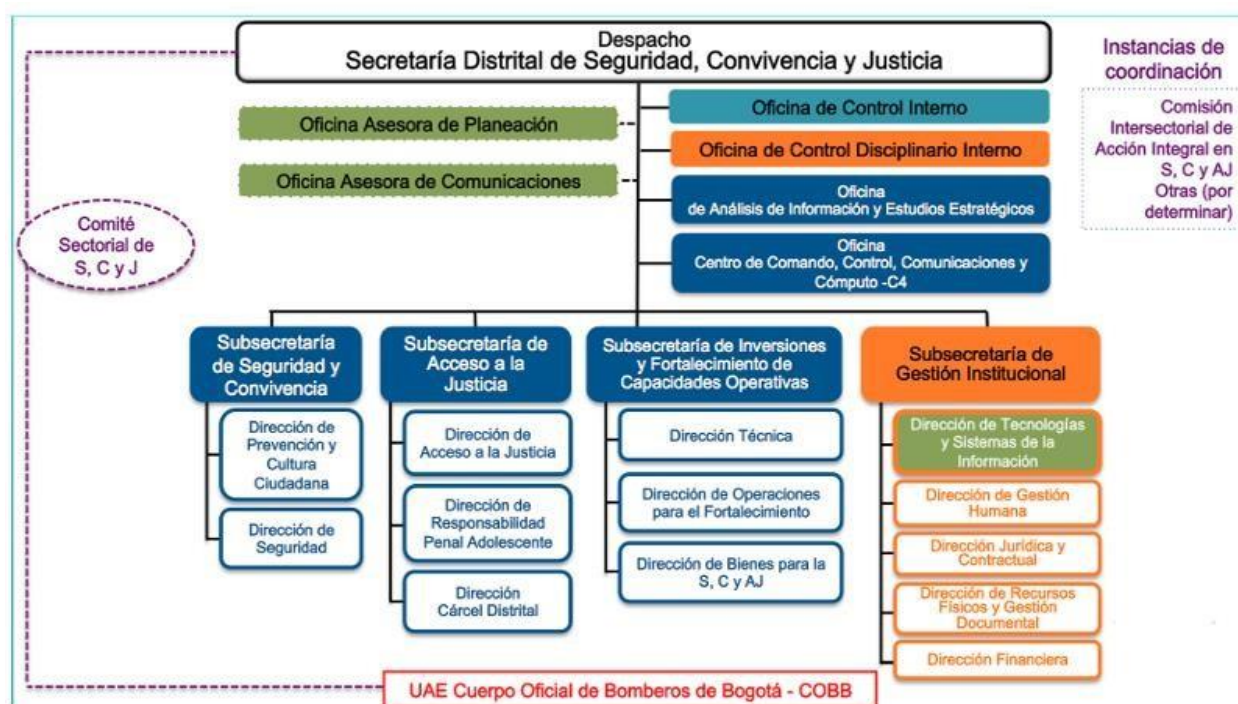 Despacho
Secretaría Distrital de Seguridad, Convivencia y Justicia
Instancias de
coordinación
Comisión
Intersectorial de
Acción Integral en
S, C y AJ
Otras (por
determinar)
Oficina Asesora de Planeación
Oficina Asesora de Comunicaciones
Oficina de Control Interno
Oficina de Control Disciplinario Interno
Oficina
de Análisis de Información y Estudios Estratégicos
Oficina
Centro de Comando, Control, Comunicaciones y
Cómputo -C4
Comité
Sectorial de
S, C y J
Subsecretaría
de Seguridad y
Convivencia
Dirección de
Prevención y
Cultura
Ciudadana
Dirección de
Seguridad
Subsecretaría de
Acceso a la
Justicia
Dirección de
Acceso a la Justicia
Dirección de
Responsabilidad
Penal Adolescente
Dirección
Cárcel Distrital
Subsecretaría de Inversiones
y Fortalecimiento de
Capacidades Operativas
Dirección Técnica
Dirección de Operaciones
para el Fortalecimiento
Dirección de Bienes para la
S, C y AJ
Subsecretaría de
Gestión Institucional
Dirección de Tecnologías
y Sistemas de la
Información
Dirección de Gestión
Humana
Dirección Jurídica y
Contractual
Dirección de Recursos
Físicos y Gestión
Documental
Dirección Financiera
UAE Cuerpo Oficial de Bomberos de Bogotá - COBB